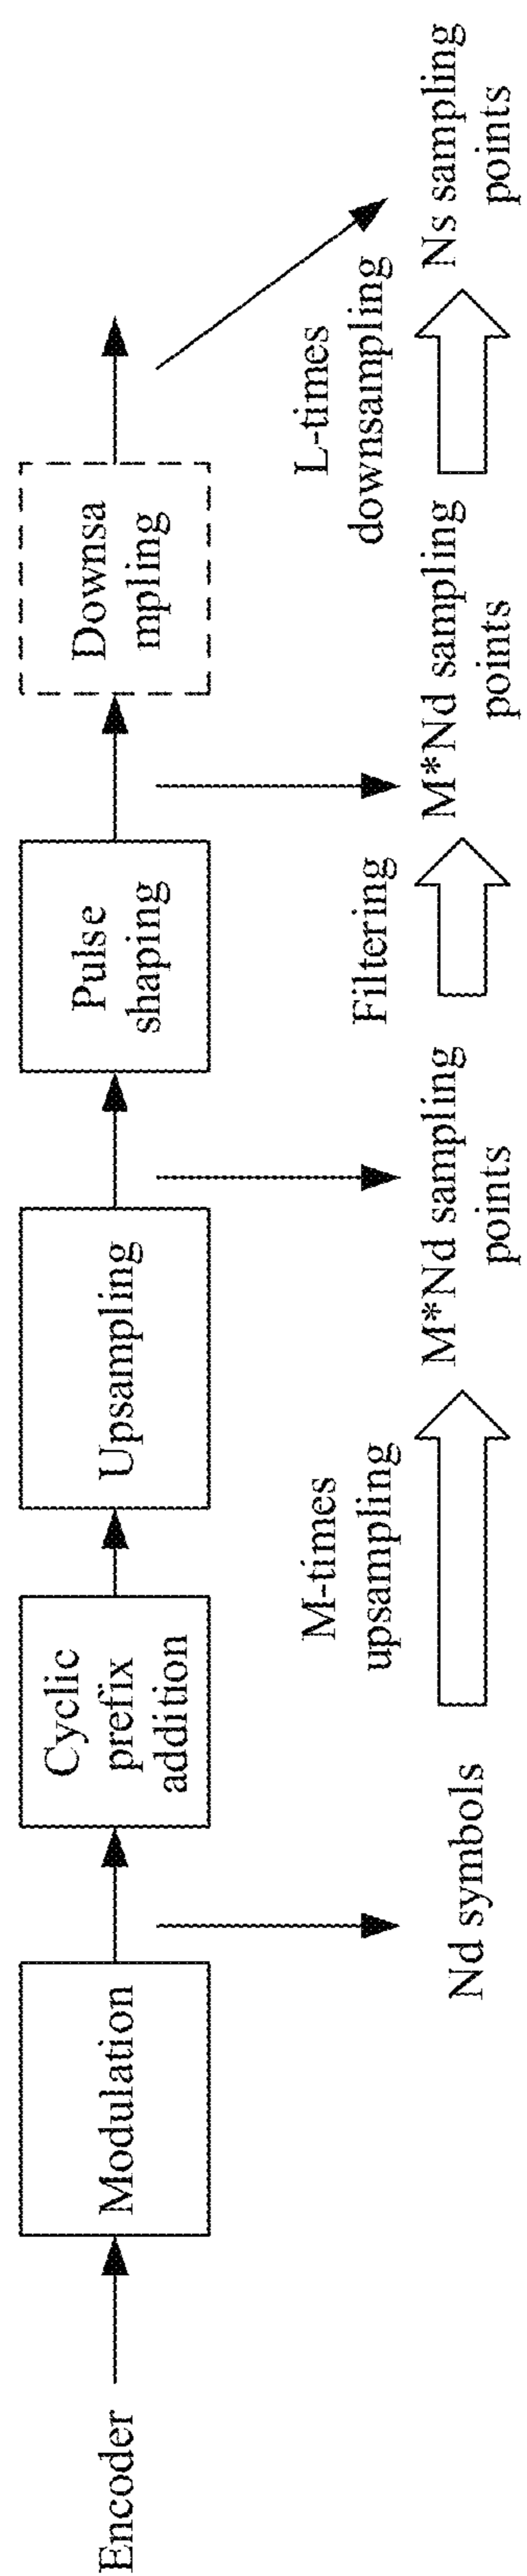 Encoder
Modulation
Cyclic
prefix
addition
Upsampling
Pulse
shaping
Downsa
mpling
Nd symbols
M-times
upsampling
M*Nd sampling
points
Filtering
M*Nd sampling
points
L-times
downsampling
Ns sampling
points